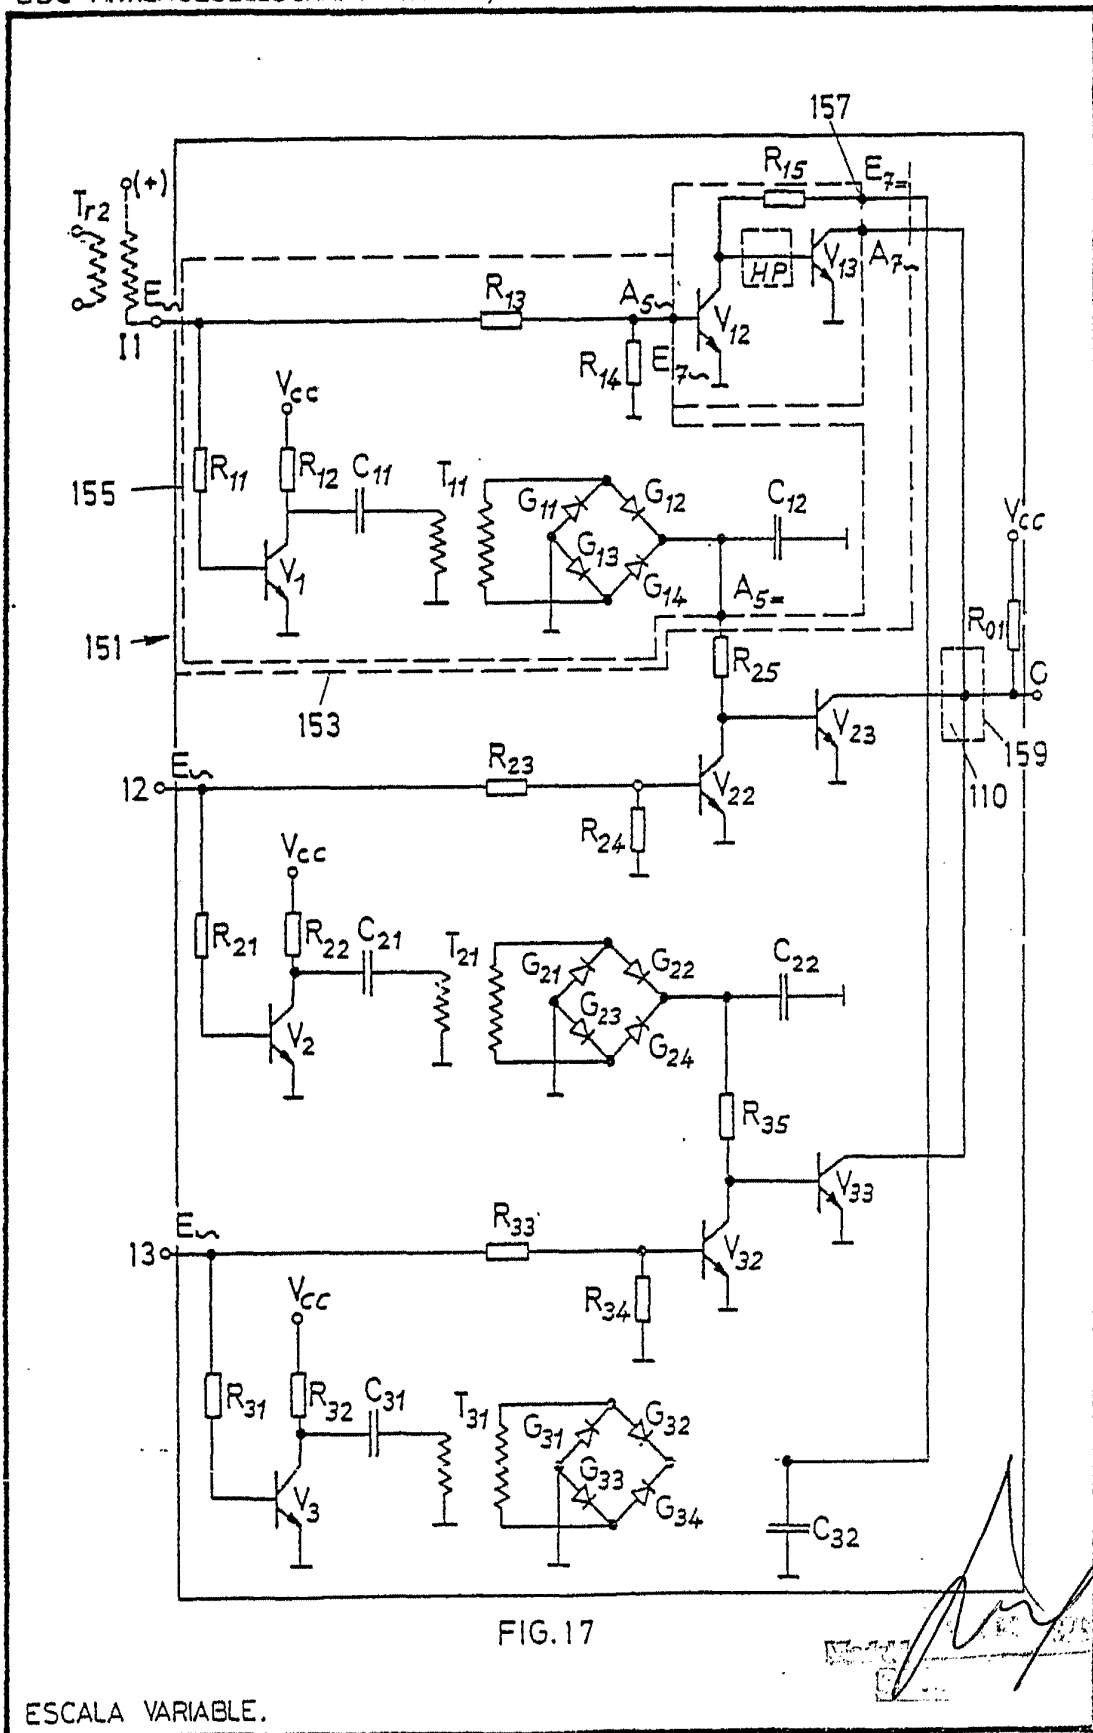 157
R15
E7=
Tr2
(+)
E~
R13
A5~
HP
V13
A7~
I1
V12
R14
E7~
Vcc
R11
R12
C11
T11
G11
G12
C12
155
Vcc
G13
V1
G14
A5=
R01
151
R25
C
153
V23
159
E~
R23
12
V22
110
R24
Vcc
R21
R22
C21
T21
G21
G22
C22
G23
V2
G24
R35
V33
E~
R33
13
V32
Vcc
R34
R31
R32
C31
T31
G31
G32
G33
V3
G34
C32
FIG.17
ESCALA VARIABLE.